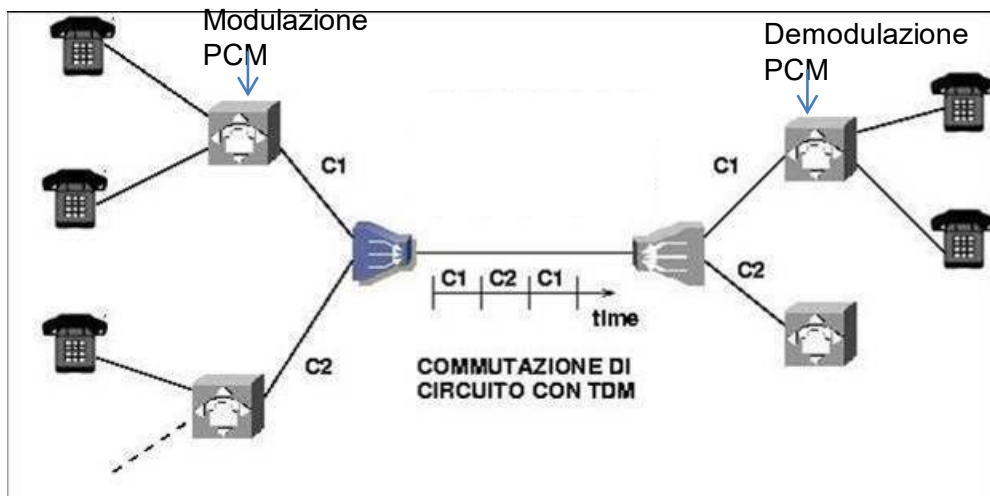 Modulazione
PCM
Demodulazione
PCM
C1
C1
C2
C1 C2 C1
time
C2
COMMUTAZIONE DI
CIRCUITO CON TDM